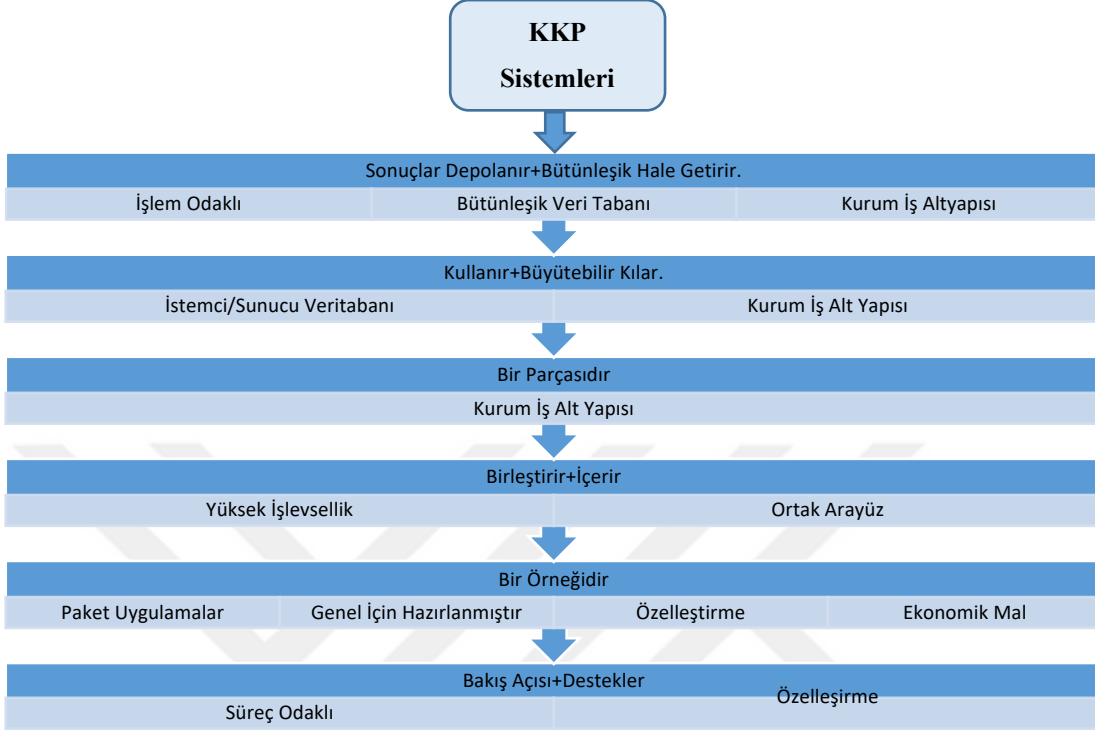 KKP
Sistemleri
Sonuçlar Depolanır+Bütünleşik Hale Getirir.
İşlem Odaklı
Bütünleşik Veri Tabanı
Kurum İş Altyapısı
Kullanır+Büyütebilir Kılar.
İstemci/Sunucu Veritabanı
Kurum İş Alt Yapısı
Bir Parçasıdır
Kurum İş Alt Yapısı
Birleştirir+İçerir
Yüksek İşlevsellik
Ortak Arayüz
Bir Örneğidir
Paket Uygulamalar
Genel İçin Hazırlanmıştır
Özelleştirme
Ekonomik Mal
Bakış Açısı+Destekler
Süreç Odaklı
Özelleşirme